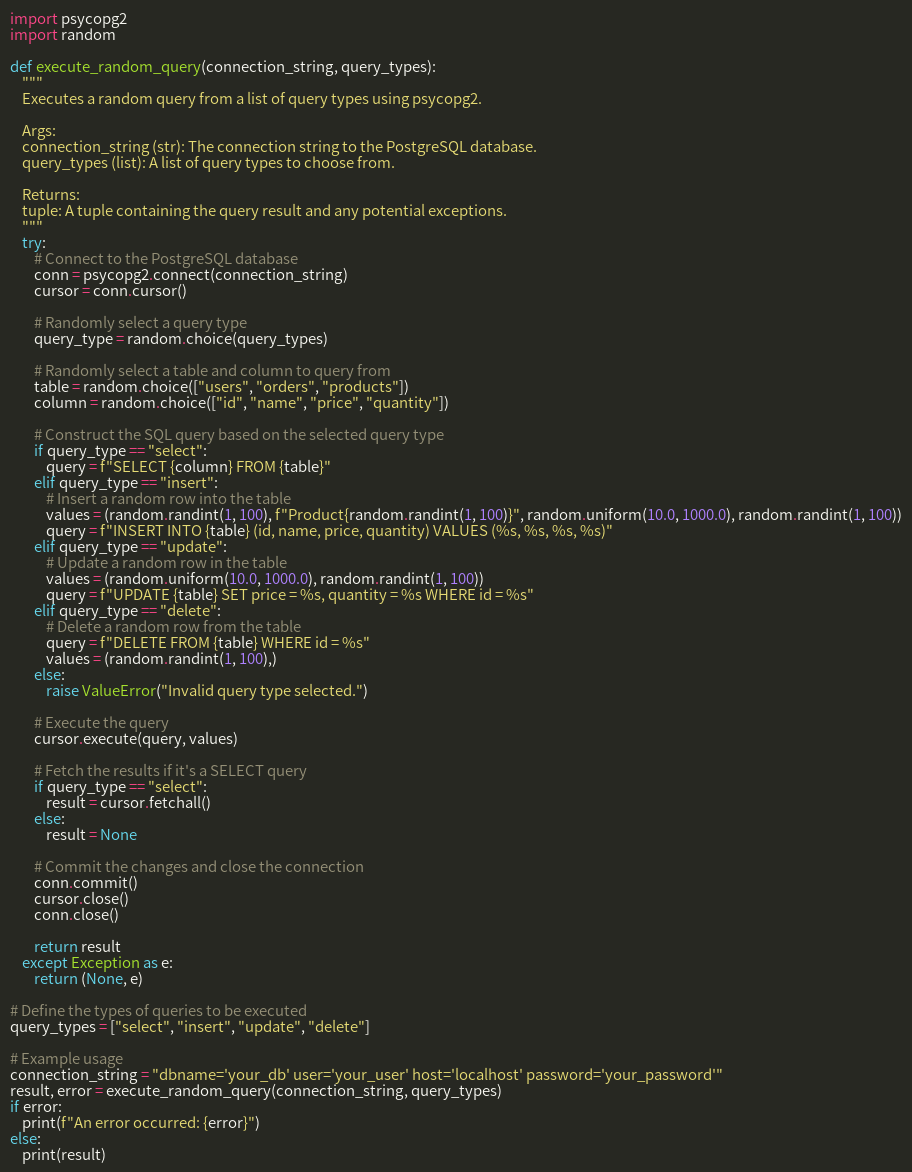 import psycopg2
import random

def execute_random_query(connection_string, query_types):
    """
    Executes a random query from a list of query types using psycopg2.

    Args:
    connection_string (str): The connection string to the PostgreSQL database.
    query_types (list): A list of query types to choose from.

    Returns:
    tuple: A tuple containing the query result and any potential exceptions.
    """
    try:
        # Connect to the PostgreSQL database
        conn = psycopg2.connect(connection_string)
        cursor = conn.cursor()

        # Randomly select a query type
        query_type = random.choice(query_types)

        # Randomly select a table and column to query from
        table = random.choice(["users", "orders", "products"])
        column = random.choice(["id", "name", "price", "quantity"])

        # Construct the SQL query based on the selected query type
        if query_type == "select":
            query = f"SELECT {column} FROM {table}"
        elif query_type == "insert":
            # Insert a random row into the table
            values = (random.randint(1, 100), f"Product{random.randint(1, 100)}", random.uniform(10.0, 1000.0), random.randint(1, 100))
            query = f"INSERT INTO {table} (id, name, price, quantity) VALUES (%s, %s, %s, %s)"
        elif query_type == "update":
            # Update a random row in the table
            values = (random.uniform(10.0, 1000.0), random.randint(1, 100))
            query = f"UPDATE {table} SET price = %s, quantity = %s WHERE id = %s"
        elif query_type == "delete":
            # Delete a random row from the table
            query = f"DELETE FROM {table} WHERE id = %s"
            values = (random.randint(1, 100),)
        else:
            raise ValueError("Invalid query type selected.")

        # Execute the query
        cursor.execute(query, values)

        # Fetch the results if it's a SELECT query
        if query_type == "select":
            result = cursor.fetchall()
        else:
            result = None

        # Commit the changes and close the connection
        conn.commit()
        cursor.close()
        conn.close()

        return result
    except Exception as e:
        return (None, e)

# Define the types of queries to be executed
query_types = ["select", "insert", "update", "delete"]

# Example usage
connection_string = "dbname='your_db' user='your_user' host='localhost' password='your_password'"
result, error = execute_random_query(connection_string, query_types)
if error:
    print(f"An error occurred: {error}")
else:
    print(result)